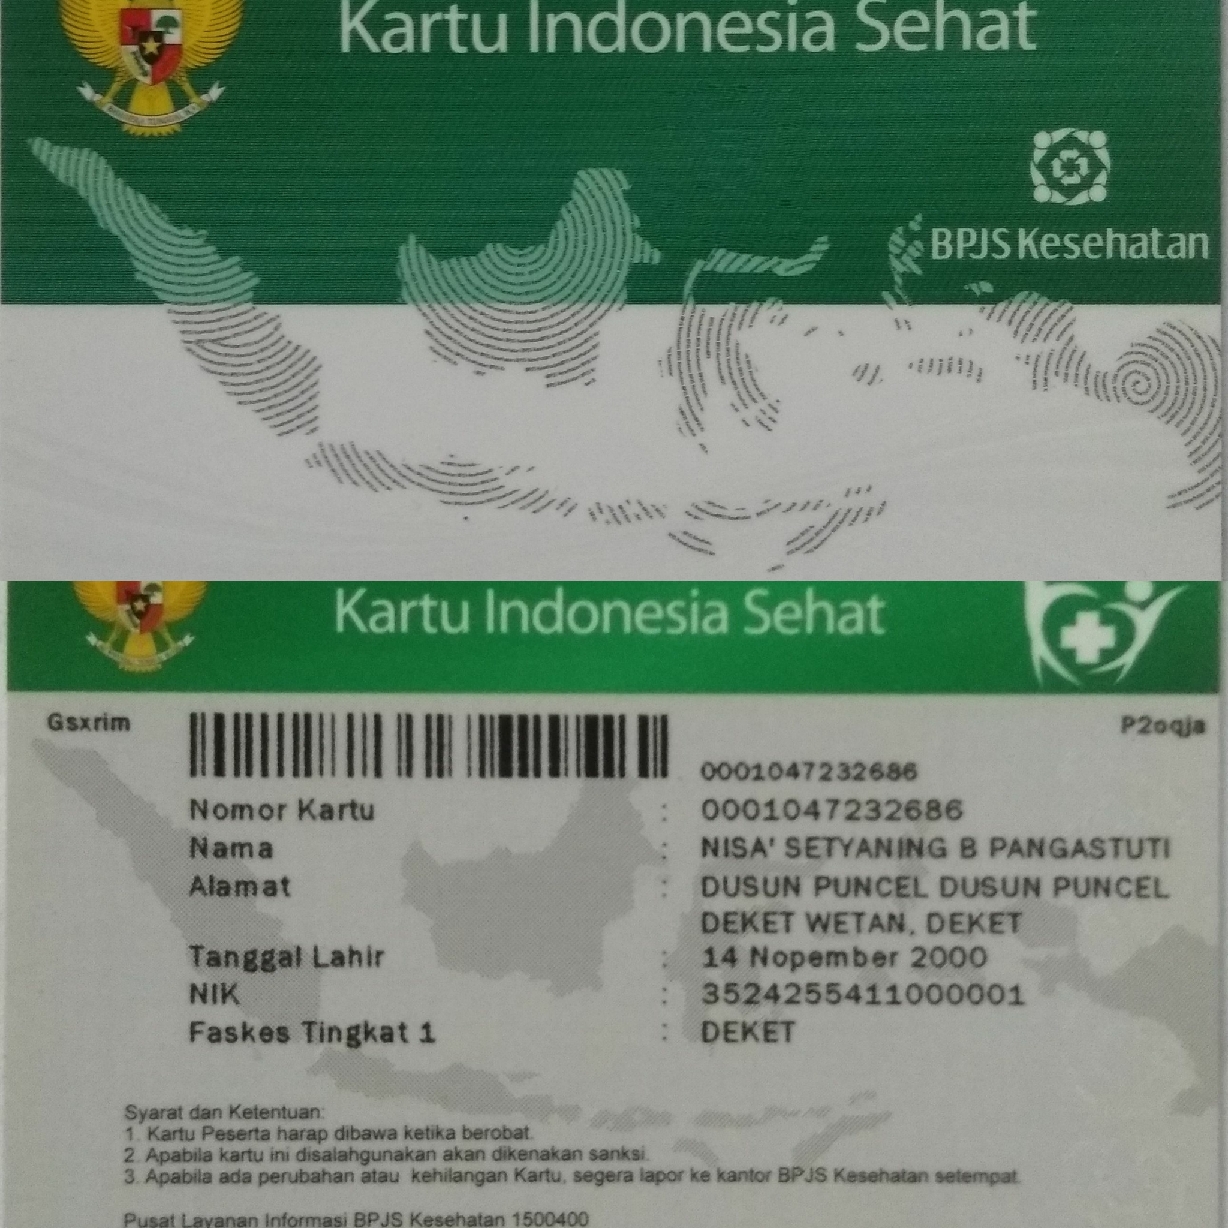 Kartu Indonesia Sehat
BPJS Kesehatan
Kartu Indonesia Sehat
Gsxrim
P2oqja
0001047232686
Nomor Kartu : 0001047232686
Nama : NISA' SETYANING B PANGASTUTI
Alamat : DUSUN PUNCEL DUSUN PUNCEL
DEKET WETAN, DEKET
Tanggal Lahir : 14 Nopember 2000
NIK : 3524255411000001
Faskes Tingkat 1 : DEKET
Syarat dan Ketentuan:
1. Kartu Peserta harap dibawa ketika berobat.
2. Apabila kartu ini disalahgunakan akan dikenakan sanksi.
3. Apabila ada perubahan atau kehilangan Kartu, segera lapor ke kantor BPJS Kesehatan setempat.
Pusat Layanan Informasi BPJS Kesehatan 1500400